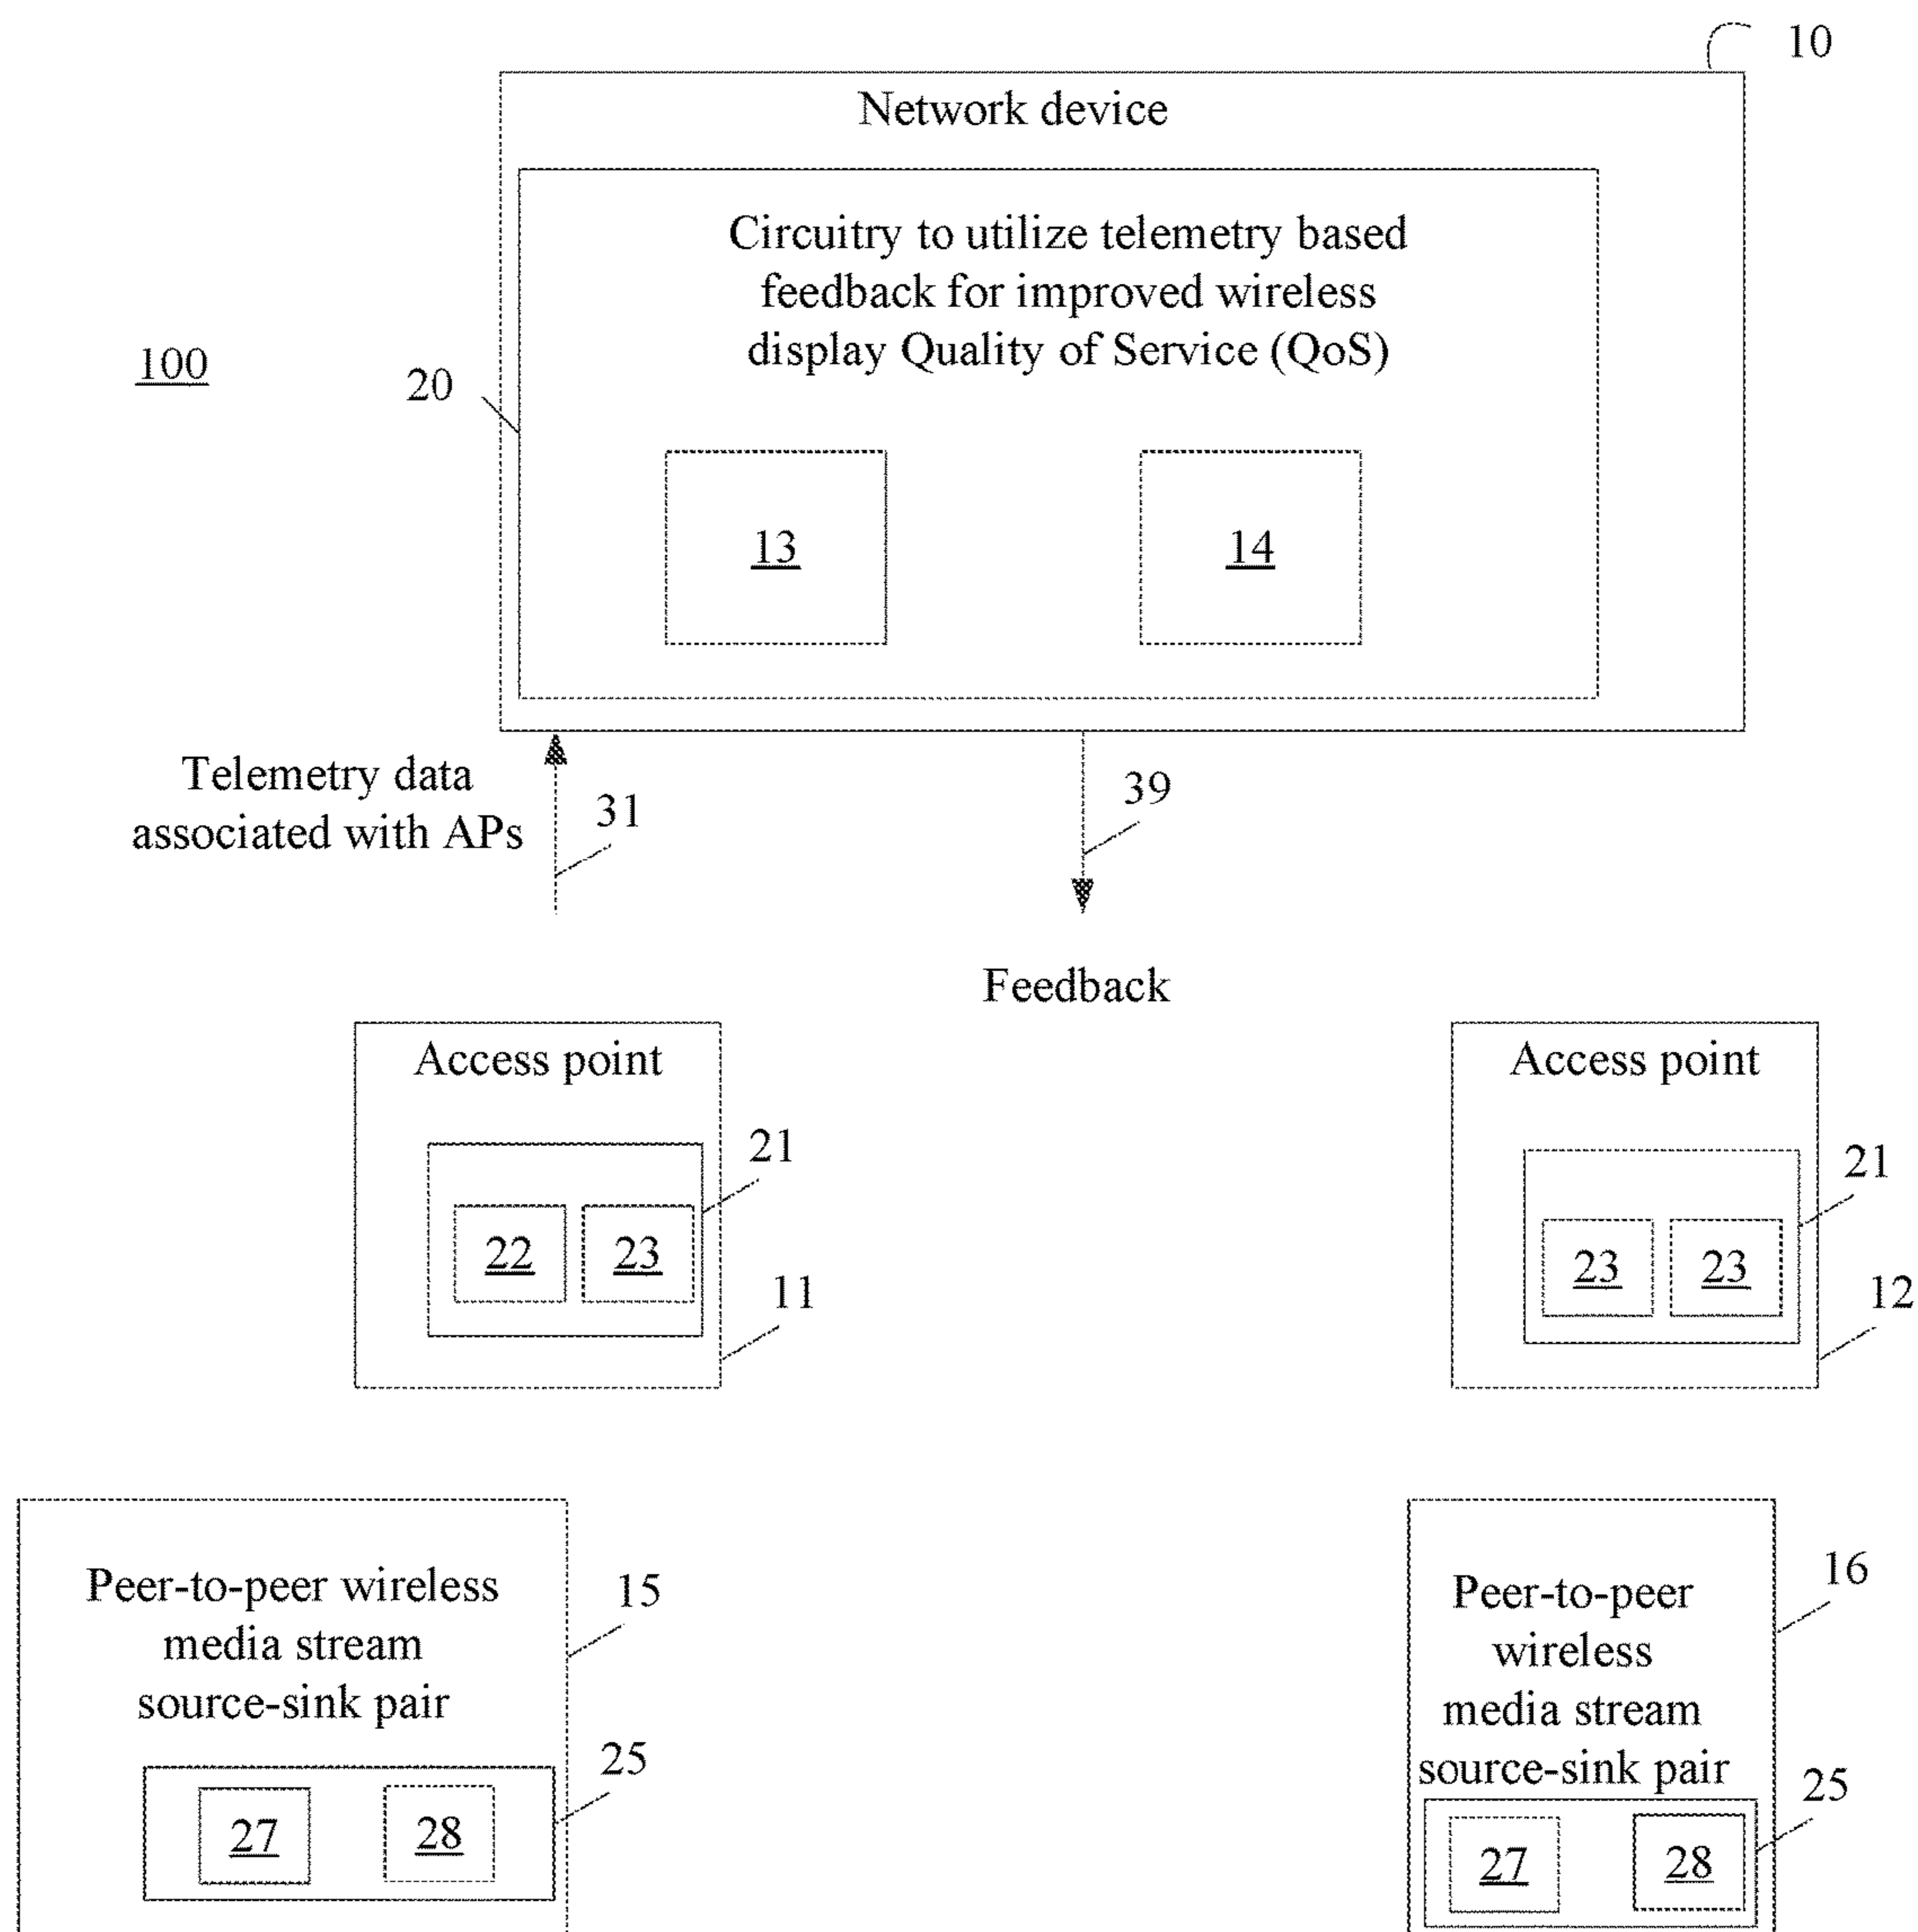 10
Network device
Circuitry to utilize telemetry based
feedback for improved wireless
display Quality of Service (QoS)
100
20
13
14
Telemetry data
associated with APs
31
39
Feedback
Access point
21
22
23
11
Access point
21
23
23
12
Peer-to-peer wireless
media stream
source-sink pair
15
25
27
28
Peer-to-peer
wireless
media stream
source-sink pair
16
25
27
28